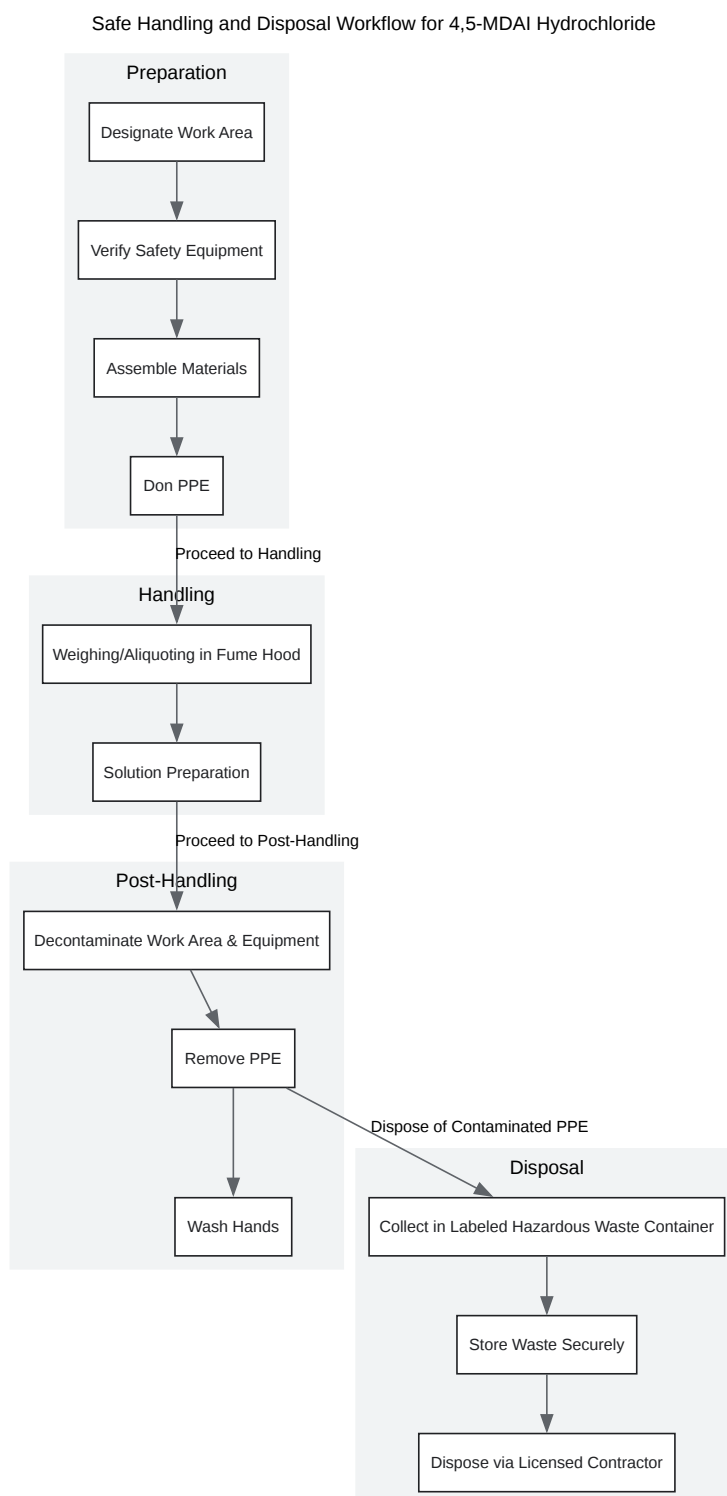 Safe Handling and Disposal Workflow for 4,5-MDAI Hydrochloride
Preparation
Designate Work Area
Verify Safety Equipment
Assemble Materials
Don PPE
Proceed to Handling
Handling
Weighing/Aliquoting in Fume Hood
Solution Preparation
Proceed to Post-Handling
Post-Handling
Decontaminate Work Area & Equipment
Remove PPE
Dispose of Contaminated PPE
Wash Hands
Disposal
Collect in Labeled Hazardous Waste Container
Store Waste Securely
Dispose via Licensed Contractor